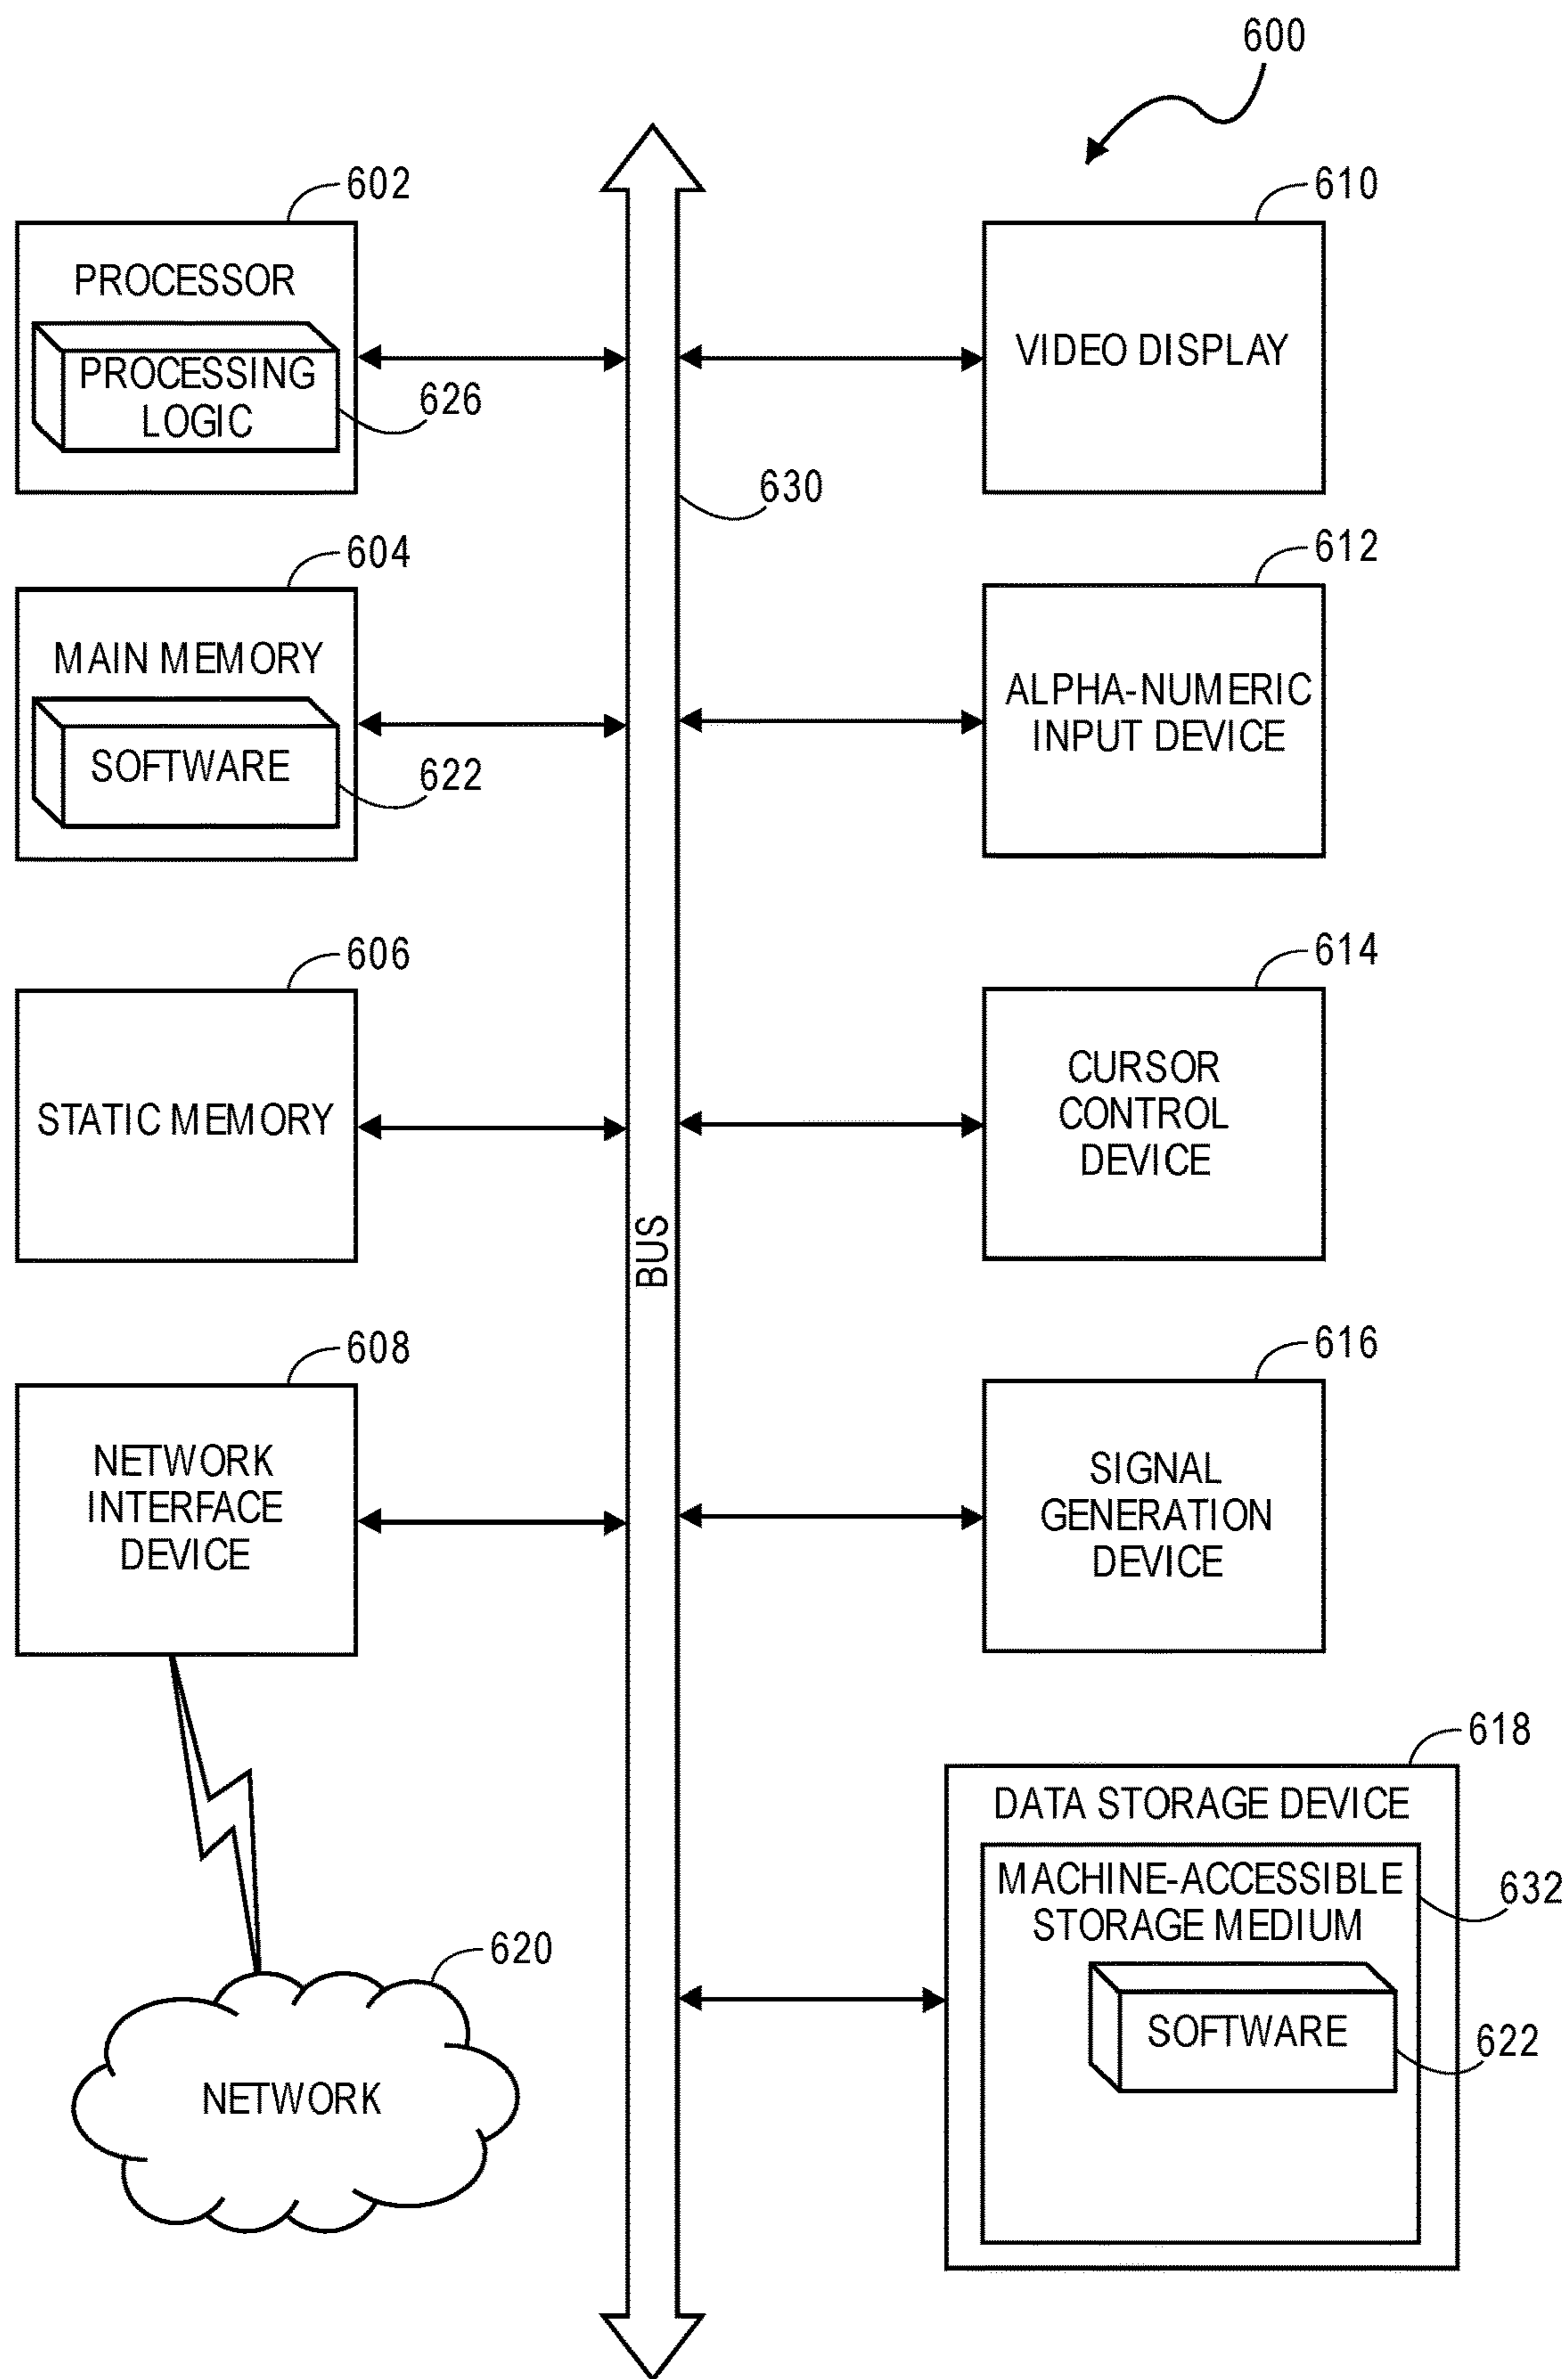 600
602
PROCESSOR
PROCESSING
LOGIC
626
610
VIDEO DISPLAY
630
604
MAIN MEMORY
SOFTWARE
622
612
ALPHA-NUMERIC
INPUT DEVICE
606
STATIC MEMORY
614
CURSOR
CONTROL
DEVICE
BUS
608
NETWORK
INTERFACE
DEVICE
616
SIGNAL
GENERATION
DEVICE
618
DATA STORAGE DEVICE
MACHINE-ACCESSIBLE
STORAGE MEDIUM
632
SOFTWARE
622
620
NETWORK